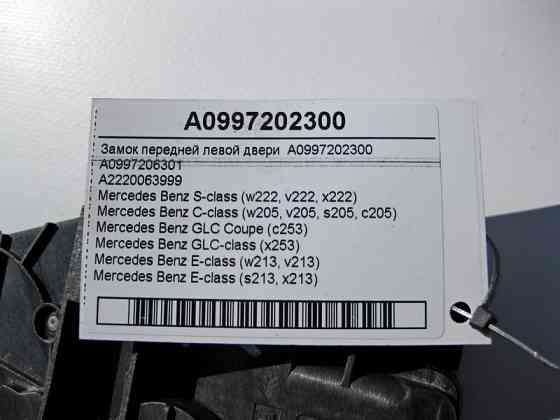 A0997202300
Замок передней левой двери A0997202300
A0997206301
A2220063999
Mercedes Benz S-class (w222, v222, x222)
Mercedes Benz C-class (w205, v205, s205, c205)
Mercedes Benz GLC Coupe (c253)
Mercedes Benz GLC-class (x253)
Mercedes Benz E-class (w213, v213)
Mercedes Benz E-class (s213, x213)